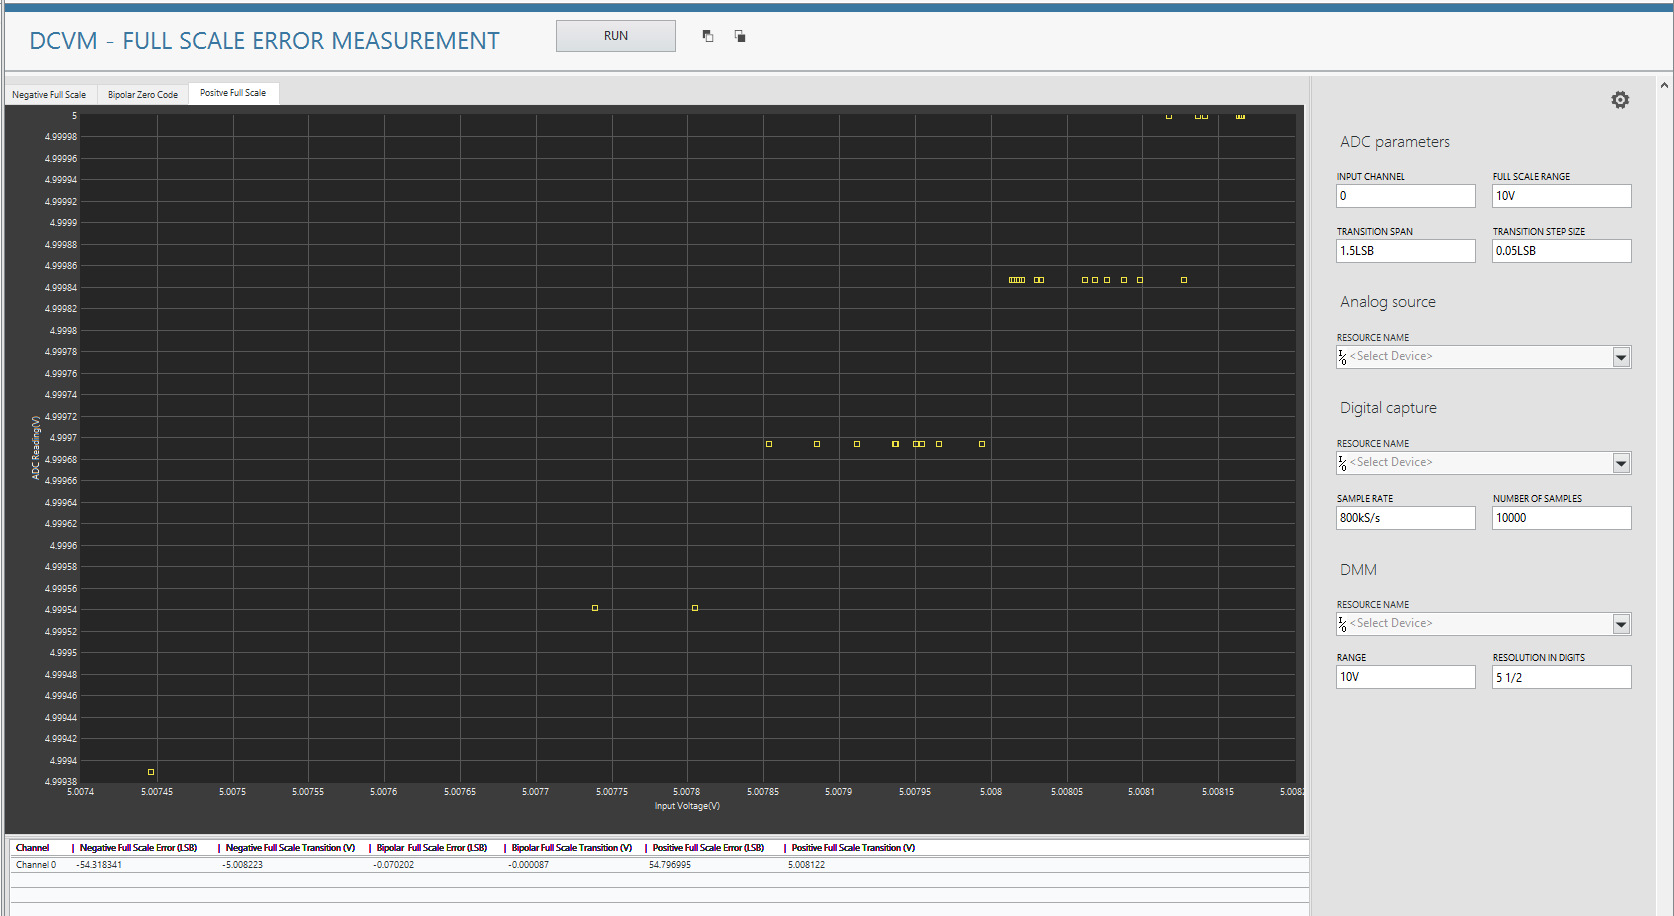 DCVM - FULL SCALE ERROR MEASUREMENT
RUN
Negative Full Scale
Bipolar Zero Code
Positve Full Scale
5
4.99998
4.99996
4.99994
4.99992
4.9999
4.99988
4.99986
4.99984
4.99982
4.9998
4.99978
4.99976
4.99974
4.99972
4.9997
4.99968
4.99966
4.99964
4.99962
4.9996
4.99958
4.99956
4.99954
4.99952
4.9995
4.99948
4.99946
4.99944
4.99942
4.9994
4.99938
ADC Reading(V)
5.0074 5.00745 5.0075 5.00755 5.0076 5.00765 5.0077 5.00775 5.0078 5.00785 5.0079 5.00795 5.008 5.00805 5.0081 5.00815 5.0082
Input Voltage(V)
Channel | Negative Full Scale Error (LSB) | Negative Full Scale Transition (V) | Bipolar Full Scale Error (LSB) | Bipolar Full Scale Transition (V) | Positive Full Scale Error (LSB) | Positive Full Scale Transition (V)
Channel 0 -54.318341 -5.008223 -0.070202 -0.000087 54.796995 5.008122
ADC parameters
INPUT CHANNEL FULL SCALE RANGE
0 10V
TRANSITION SPAN TRANSITION STEP SIZE
1.5LSB 0.05LSB
Analog source
RESOURCE NAME
I/O <Select Device>
Digital capture
RESOURCE NAME
I/O <Select Device>
SAMPLE RATE NUMBER OF SAMPLES
800kS/s 10000
DMM
RESOURCE NAME
I/O <Select Device>
RANGE RESOLUTION IN DIGITS
10V 5 1/2